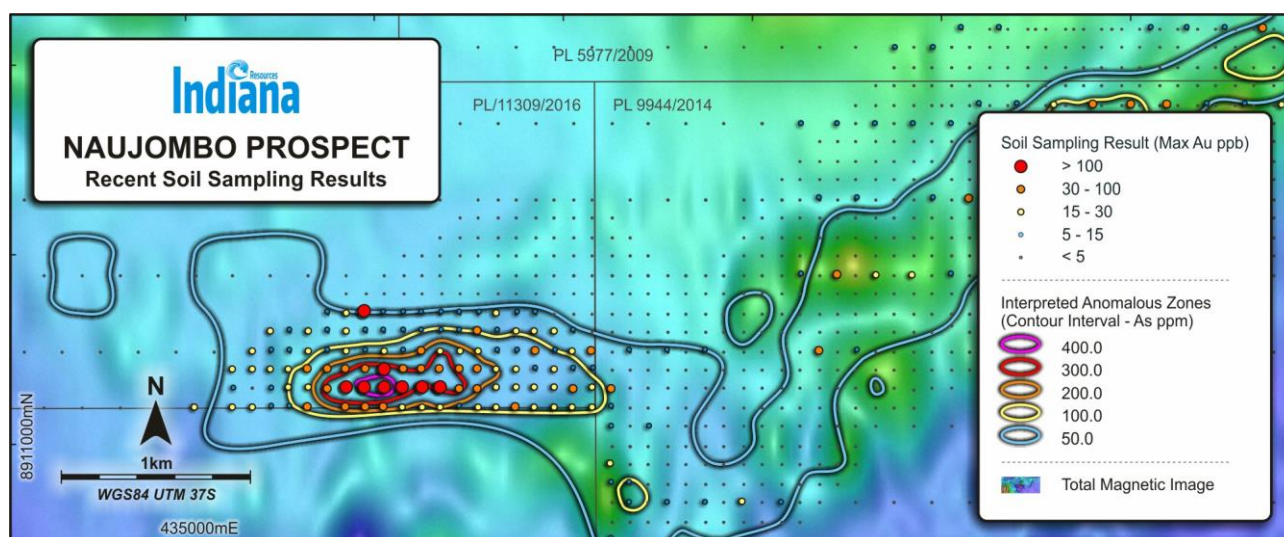 Indiana
Resources
NAUJOMBO PROSPECT
Recent Soil Sampling Results
PL 5977/2009
PL/11309/2016
PL 9944/2014
Soil Sampling Result (Max Au ppb)
> 100
30 - 100
15 - 30
5 - 15
< 5
Interpreted Anomalous Zones
(Contour Interval - As ppm)
400.0
300.0
200.0
100.0
50.0
Total Magnetic Image
N
1km
WGS84 UTM 37S
8911000mN
435000mE